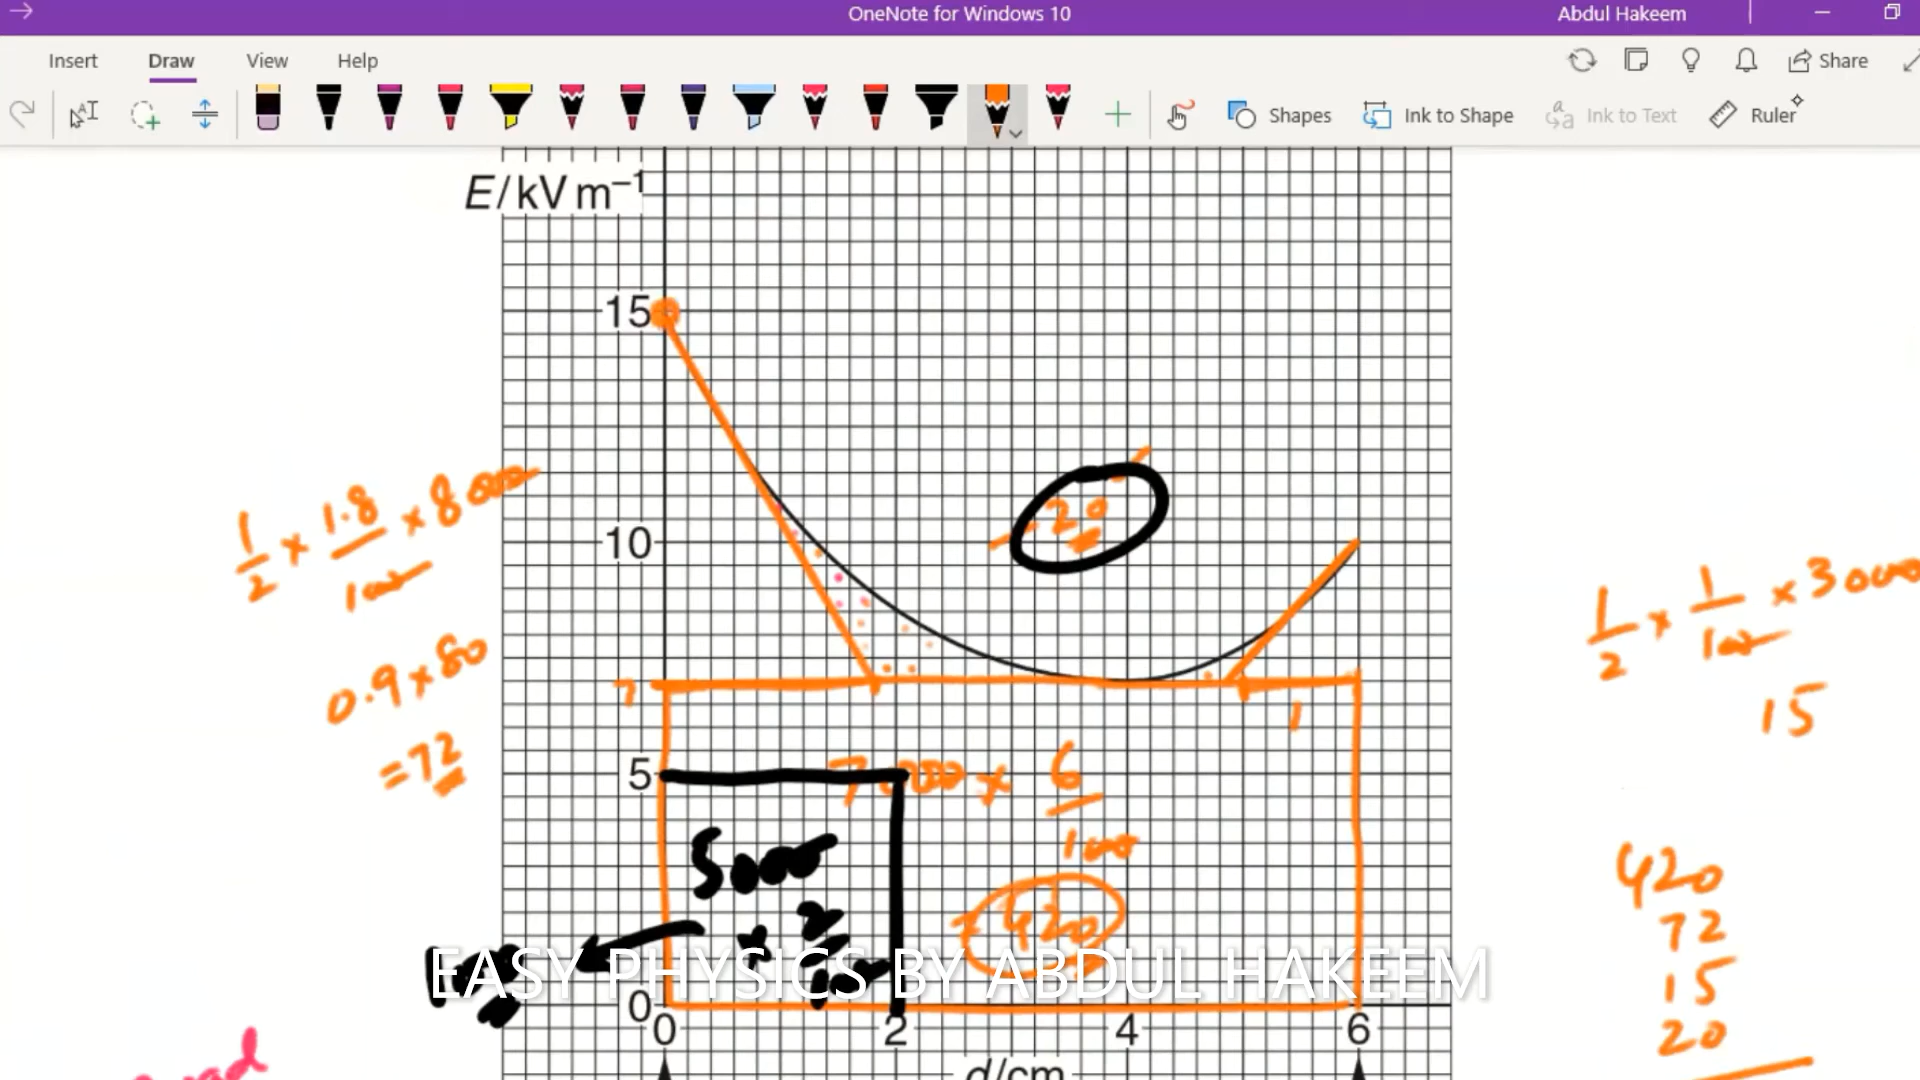 OneNote for Windows 10
Abdul Hakeem
Insert Draw View Help
Share
Shapes Ink to Shape Ink to Text Ruler
E/kV m⁻¹
15
10
5
0
0 2 4 6
d/cm
1/2 × 1.8/100 × 8000
0.9 × 80
= 72
20
7
1
7000 × 6/100
= 420
5000
× 2/100
1/2 × 1/100 × 3000
15
420
72
15
20
EASY PHYSICS BY ABDUL HAKEEM